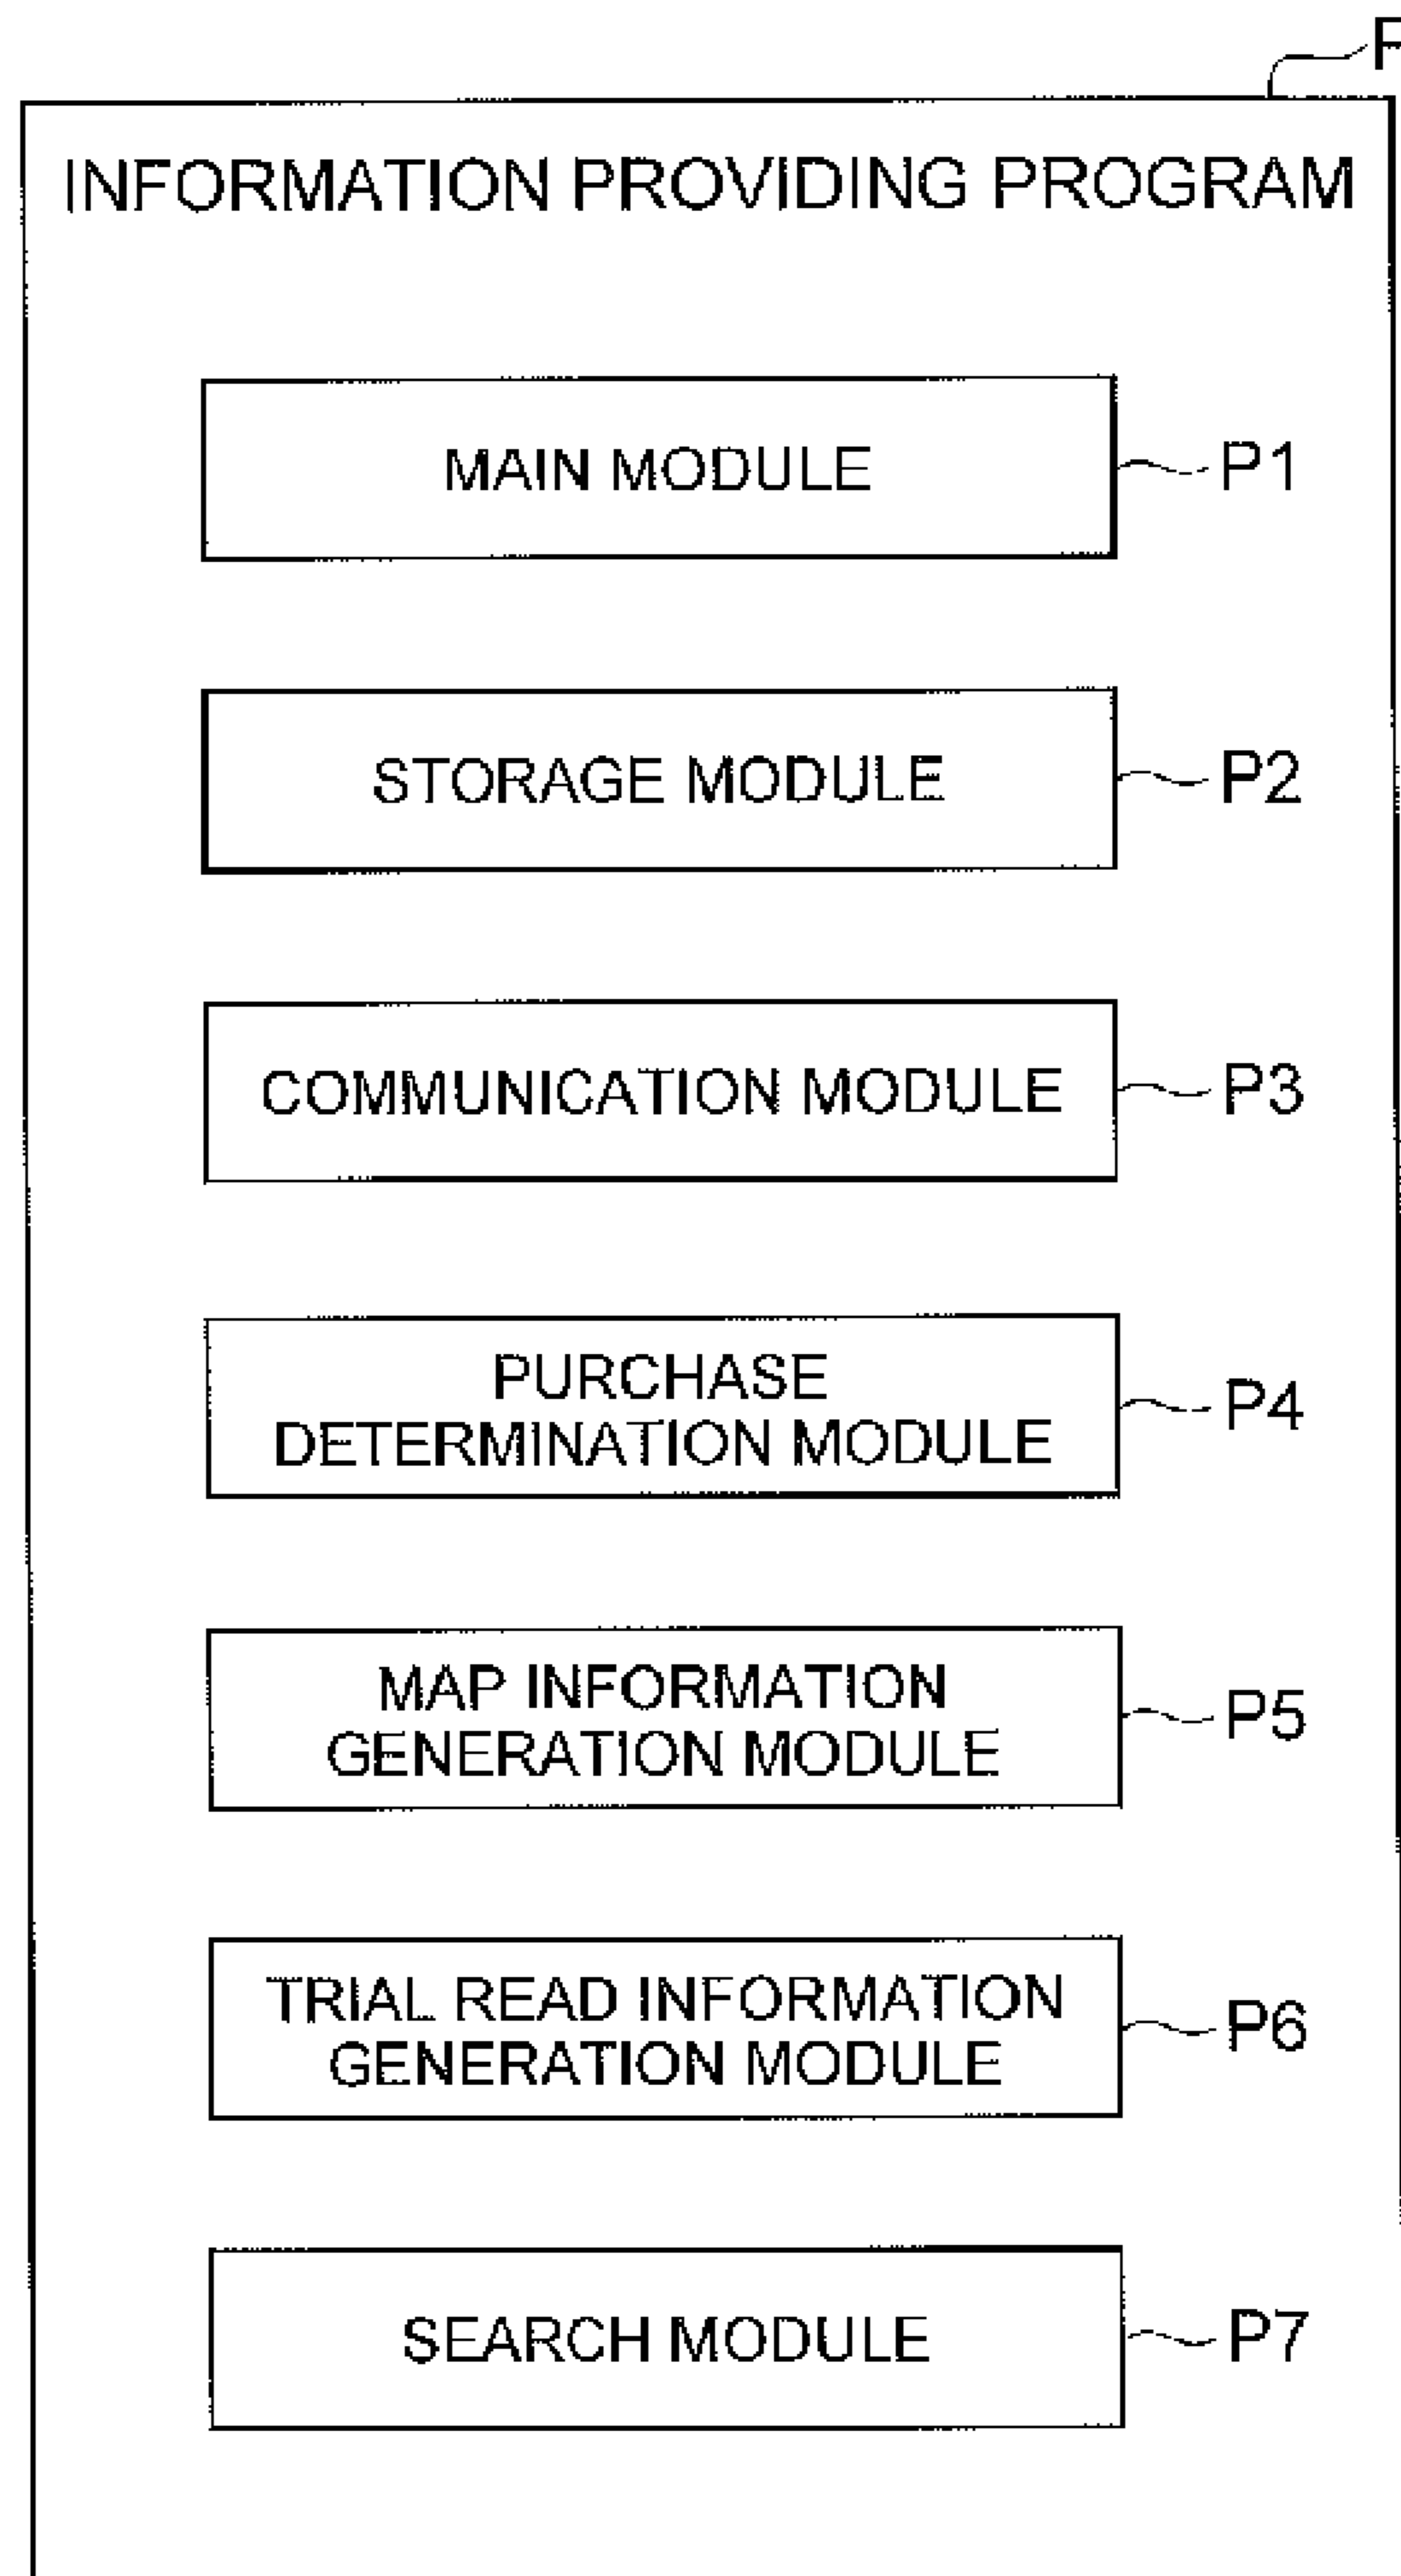 INFORMATION PROVIDING PROGRAM
MAIN MODULE
P1
STORAGE MODULE
P2
COMMUNICATION MODULE
P3
PURCHASE
DETERMINATION MODULE
P4
MAP INFORMATION
GENERATION MODULE
P5
TRIAL READ INFORMATION
GENERATION MODULE
P6
SEARCH MODULE
P7